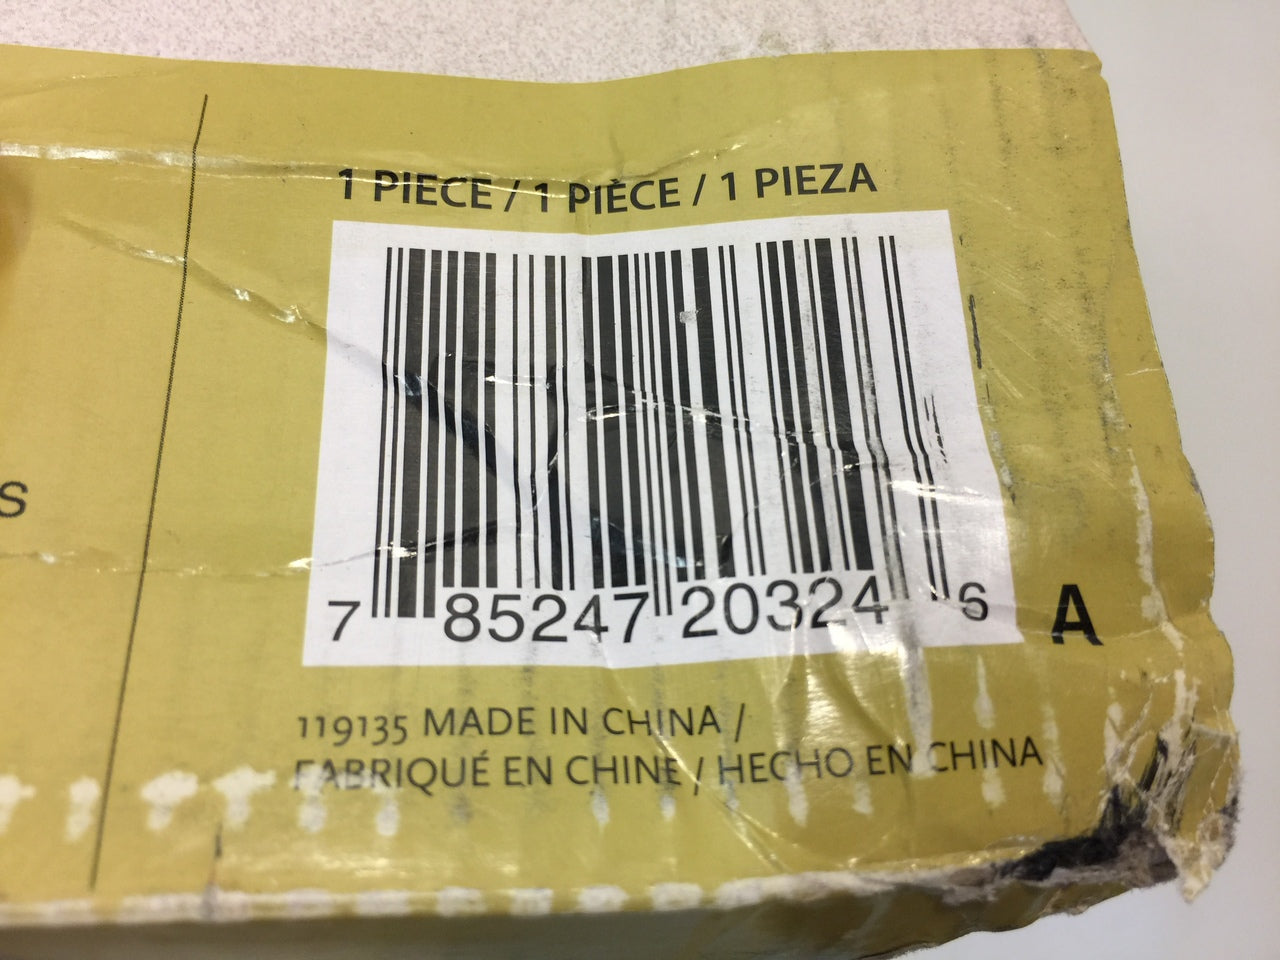 1 PIECE / 1 PIÈCE / 1 PIEZA
S
7 85247 20324 6 A
119135 MADE IN CHINA /
FABRIQUÉ EN CHINE / HECHO EN CHINA